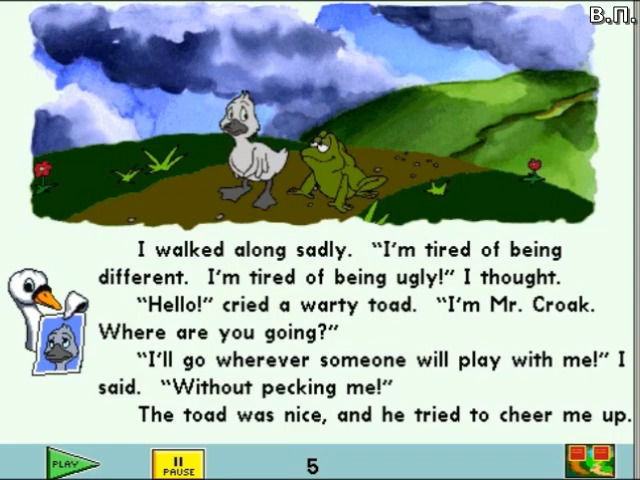 В.П.
I walked along sadly. “I’m tired of being
different. I’m tired of being ugly!” I thought.
“Hello!” cried a warty toad. “I’m Mr. Croak.
Where are you going?”
“I’ll go wherever someone will play with me!” I
said. “Without pecking me!”
The toad was nice, and he tried to cheer me up.
PLAY
PAUSE
5